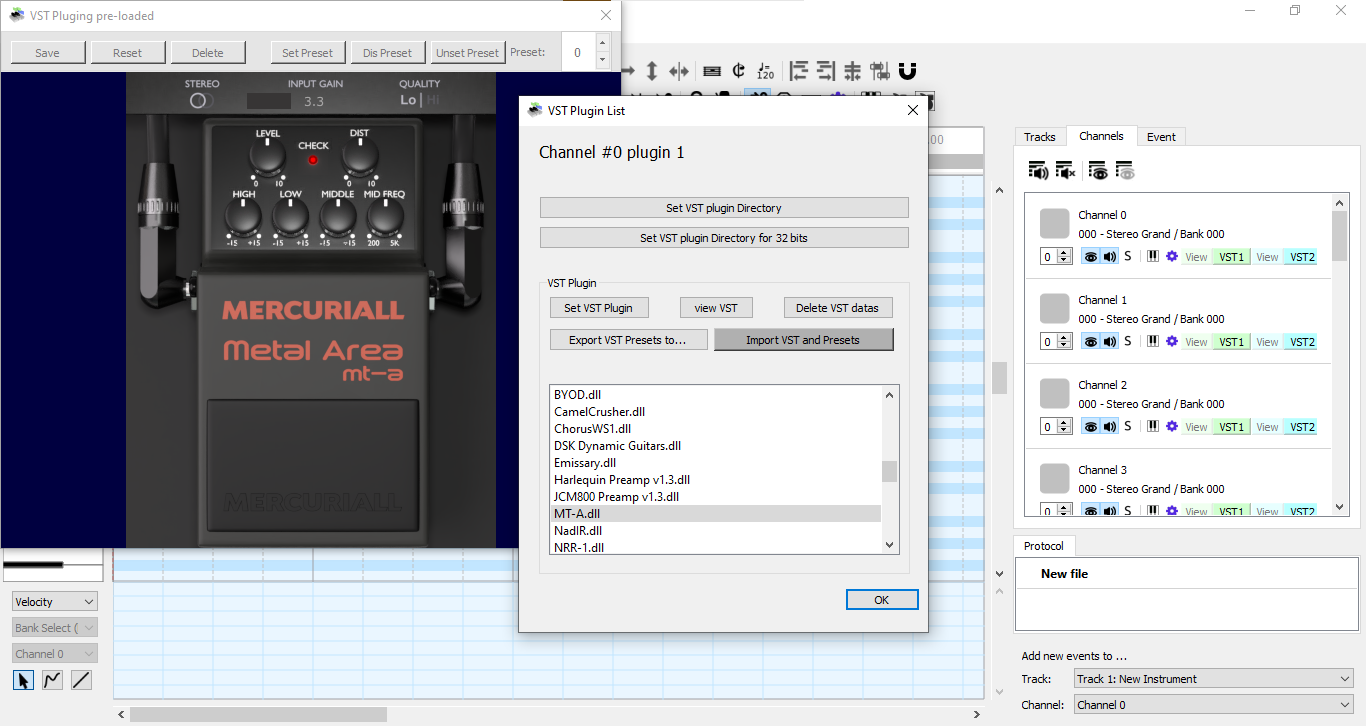 VST Pluging pre-loaded
Save Reset Delete Set Preset Dis Preset Unset Preset Preset: 0
STEREO INPUT GAIN 3.3 QUALITY Lo | Hi
LEVEL CHECK DIST
0 10 0 10
HIGH LOW MIDDLE MID FREQ
-15 +15 -15 +15 -15 +15 200 5K
MERCURIALL
Metal Area
mt-a
MERCURIALL
120
.00
VST Plugin List
Channel #0 plugin 1
Set VST plugin Directory
Set VST plugin Directory for 32 bits
VST Plugin
Set VST Plugin view VST Delete VST datas
Export VST Presets to... Import VST and Presets
BYOD.dll
CamelCrusher.dll
ChorusWS1.dll
DSK Dynamic Guitars.dll
Emissary.dll
Harlequin Preamp v1.3.dll
JCM800 Preamp v1.3.dll
MT-A.dll
NadIR.dll
NRR-1.dll
OK
Tracks Channels Event
Channel 0
000 - Stereo Grand / Bank 000
0 S View VST1 View VST2
Channel 1
000 - Stereo Grand / Bank 000
0 S View VST1 View VST2
Channel 2
000 - Stereo Grand / Bank 000
0 S View VST1 View VST2
Channel 3
000 - Stereo Grand / Bank 000
0 S View VST1 View VST2
Protocol
New file
Add new events to ...
Track: Track 1: New Instrument
Channel: Channel 0
Velocity
Bank Select (
Channel 0